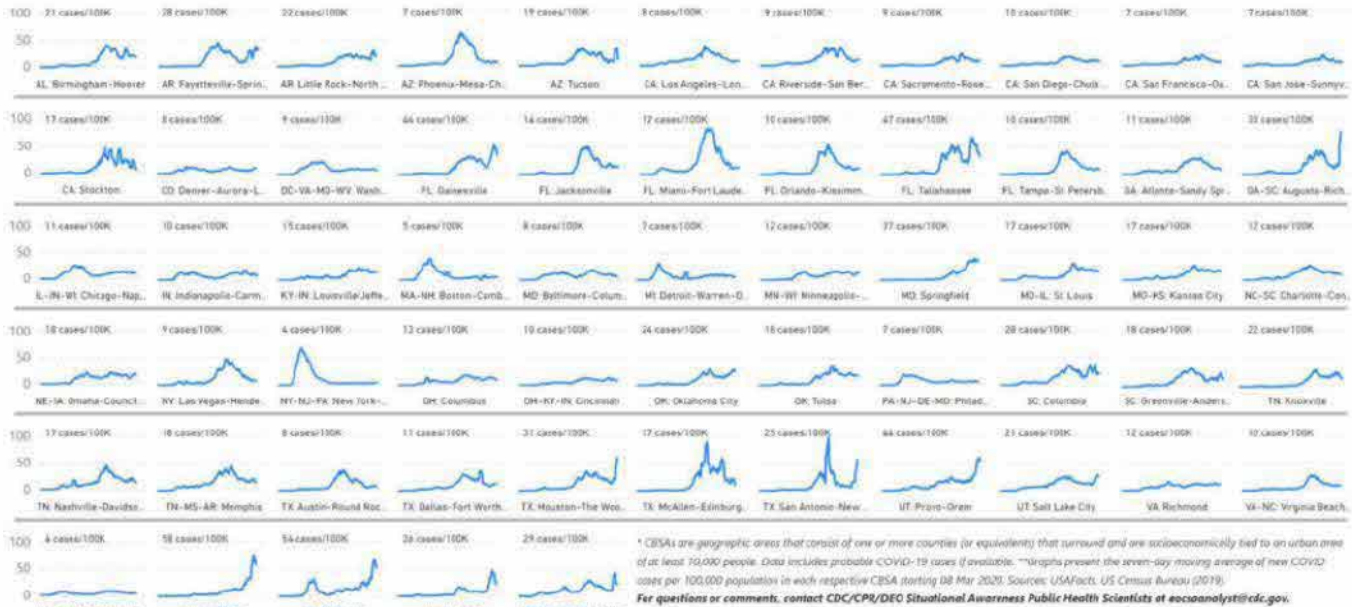 21 cases/100K 28 cases/100K 22 cases/100K 7 cases/100K 19 cases/100K 8 cases/100K 9 cases/100K 9 cases/100K 10 cases/100K 7 cases/100K 7 cases/100K
50
0
AL: Birmingham-Hoover AR: Fayetteville-Sprin... AR: Little Rock-North ... AZ: Phoenix-Mesa-Ch... AZ: Tucson CA: Los Angeles-Lon... CA: Riverside-San Ber... CA: Sacramento-Rose... CA: San Diego-Chula ... CA: San Francisco-Oa... CA: San Jose-Sunnyv...
100
17 cases/100K 8 cases/100K 9 cases/100K 44 cases/100K 14 cases/100K 12 cases/100K 10 cases/100K 47 cases/100K 10 cases/100K 11 cases/100K 33 cases/100K
50
0
CA: Stockton CO: Denver-Aurora-L... DC-VA-MD-WV: Wash... FL: Gainesville FL: Jacksonville FL: Miami-Fort Laude... FL: Orlando-Kissimm... FL: Tallahassee FL: Tampa-St. Petersb... GA: Atlanta-Sandy Spr... GA-SC: Augusta-Rich...
100
11 cases/100K 10 cases/100K 15 cases/100K 5 cases/100K 8 cases/100K 7 cases/100K 12 cases/100K 37 cases/100K 17 cases/100K 17 cases/100K 12 cases/100K
50
0
IL-IN-WI: Chicago-Nap... IN: Indianapolis-Carm... KY-IN: Louisville/Jeffe... MA-NH: Boston-Camb... MD: Baltimore-Colum... MI: Detroit-Warren-D... MN-WI: Minneapolis-... MO: Springfield MO-IL: St. Louis MO-KS: Kansas City NC-SC: Charlotte-Con...
100
18 cases/100K 9 cases/100K 4 cases/100K 13 cases/100K 10 cases/100K 24 cases/100K 18 cases/100K 7 cases/100K 28 cases/100K 18 cases/100K 22 cases/100K
50
0
NE-IA: Omaha-Council... NV: Las Vegas-Hende... NY-NJ-PA: New York-... OH: Columbus OH-KY-IN: Cincinnati OK: Oklahoma City OK: Tulsa PA-NJ-DE-MD: Philad... SC: Columbia SC: Greenville-Anders... TN: Knoxville
100
17 cases/100K 18 cases/100K 8 cases/100K 11 cases/100K 31 cases/100K 17 cases/100K 25 cases/100K 44 cases/100K 21 cases/100K 12 cases/100K 10 cases/100K
50
0
TN: Nashville-Davidso... TN-MS-AR: Memphis TX: Austin-Round Roc... TX: Dallas-Fort Worth... TX: Houston-The Woo... TX: McAllen-Edinburg... TX: San Antonio-New ... UT: Provo-Orem UT: Salt Lake City VA: Richmond VA-NC: Virginia Beach...
100
6 cases/100K 58 cases/100K 54 cases/100K 26 cases/100K 29 cases/100K
50
0
* CBSAs are geographic areas that consist of one or more counties (or equivalents) that surround and are socioeconomically tied to an urban area
of at least 10,000 people. Data includes probable COVID-19 cases if available. **Graphs present the seven-day moving average of new COVID
cases per 100,000 population in each respective CBSA starting 08 Mar 2020. Sources: USAFacts, US Census Bureau (2019).
For questions or comments, contact CDC/CPR/DEO Situational Awareness Public Health Scientists at eocsaanalyst@cdc.gov.